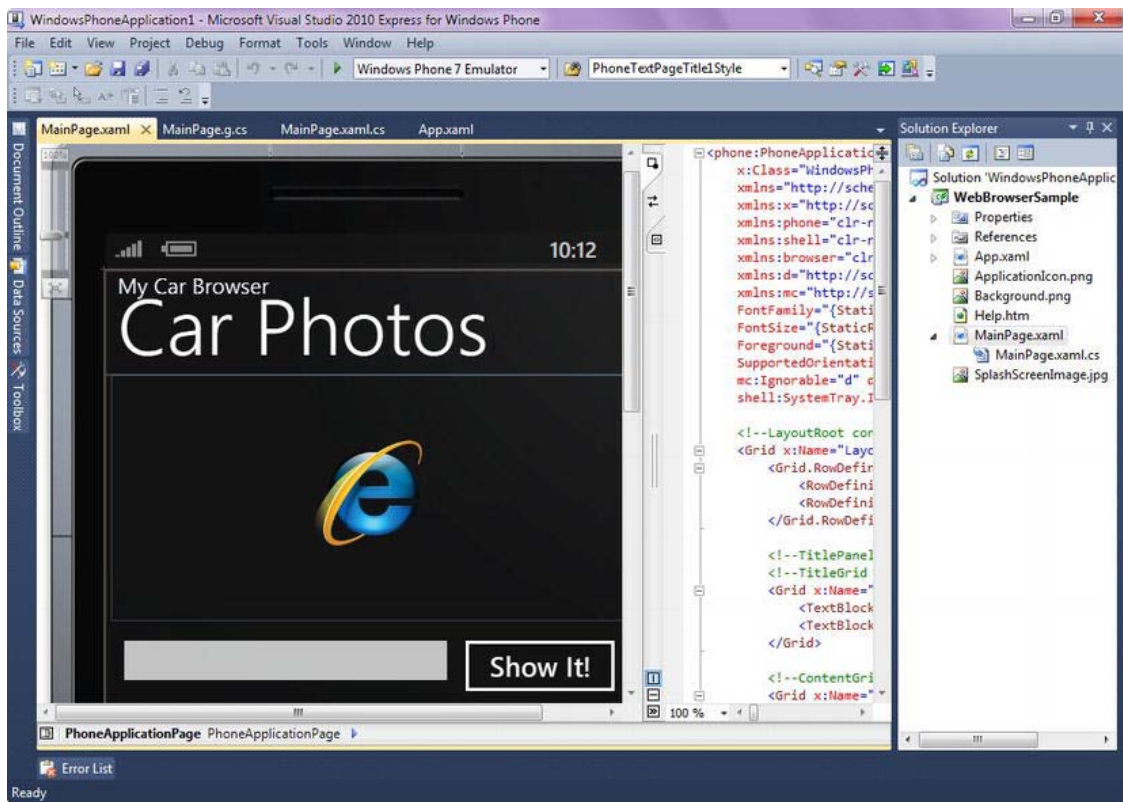 WindowsPhoneApplication1 - Microsoft Visual Studio 2010 Express for Windows Phone
File Edit View Project Debug Format Tools Window Help
Windows Phone 7 Emulator PhoneTextPageTitle1Style
MainPage.xaml MainPage.g.cs MainPage.xaml.cs App.xaml
Document Outline
Data Sources
Toolbox
100%
10:12
My Car Browser
Car Photos
Show It!
<phone:PhoneApplicatic
x:Class="WindowsPh
xmlns="http://sche
xmlns:x="http://sc
xmlns:phone="clr-r
xmlns:shell="clr-r
xmlns:browser="clr
xmlns:d="http://sc
xmlns:mc="http://s
FontFamily="{Stati
FontSize="{StaticR
Foreground="{Stati
SupportedOrientati
mc:Ignorable="d" d
shell:SystemTray.I
<!--LayoutRoot cor
<Grid x:Name="Layc
<Grid.RowDefin
<RowDefini
<RowDefini
</Grid.RowDefi
<!--TitlePanel
<!--TitleGrid
<Grid x:Name="
<TextBlock
<TextBlock
</Grid>
<!--ContentGri
<Grid x:Name="
100 %
PhoneApplicationPage PhoneApplicationPage
Solution Explorer
Solution 'WindowsPhoneApplic
WebBrowserSample
Properties
References
App.xaml
ApplicationIcon.png
Background.png
Help.htm
MainPage.xaml
MainPage.xaml.cs
SplashScreenImage.jpg
Error List
Ready